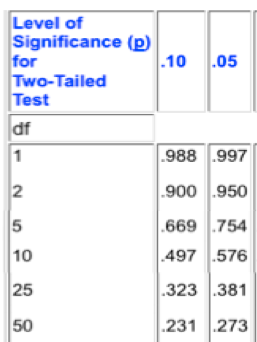 Level of
Significance (p)
for
Two-Tailed
Test
.10 .05
df
1 .988 .997
2 .900 .950
5 .669 .754
10 .497 .576
25 .323 .381
50 .231 .273